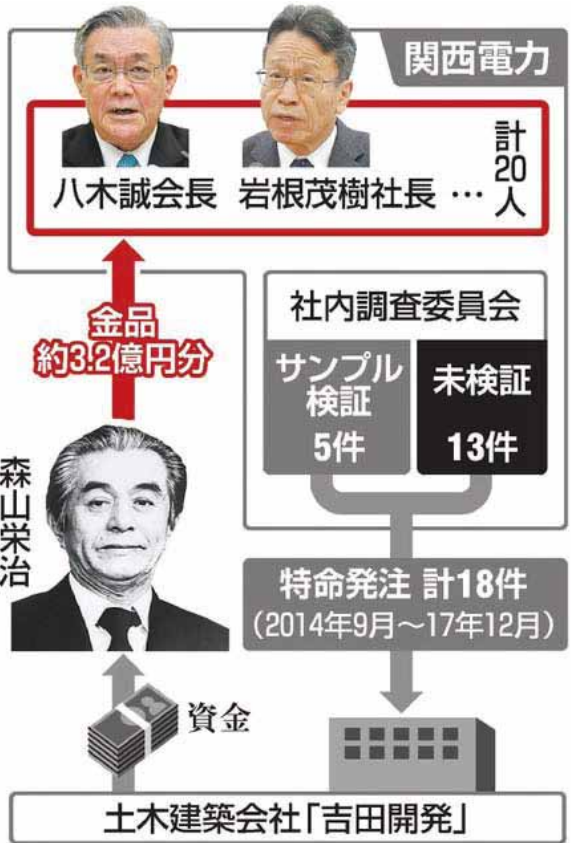 関西電力
八木誠会長
岩根茂樹社長
…
計20人
金品
約3.2億円分
社内調査委員会
サンプル
検証
5件
未検証
13件
森山栄治
特命発注 計18件
(2014年9月～17年12月)
資金
土木建築会社「吉田開発」